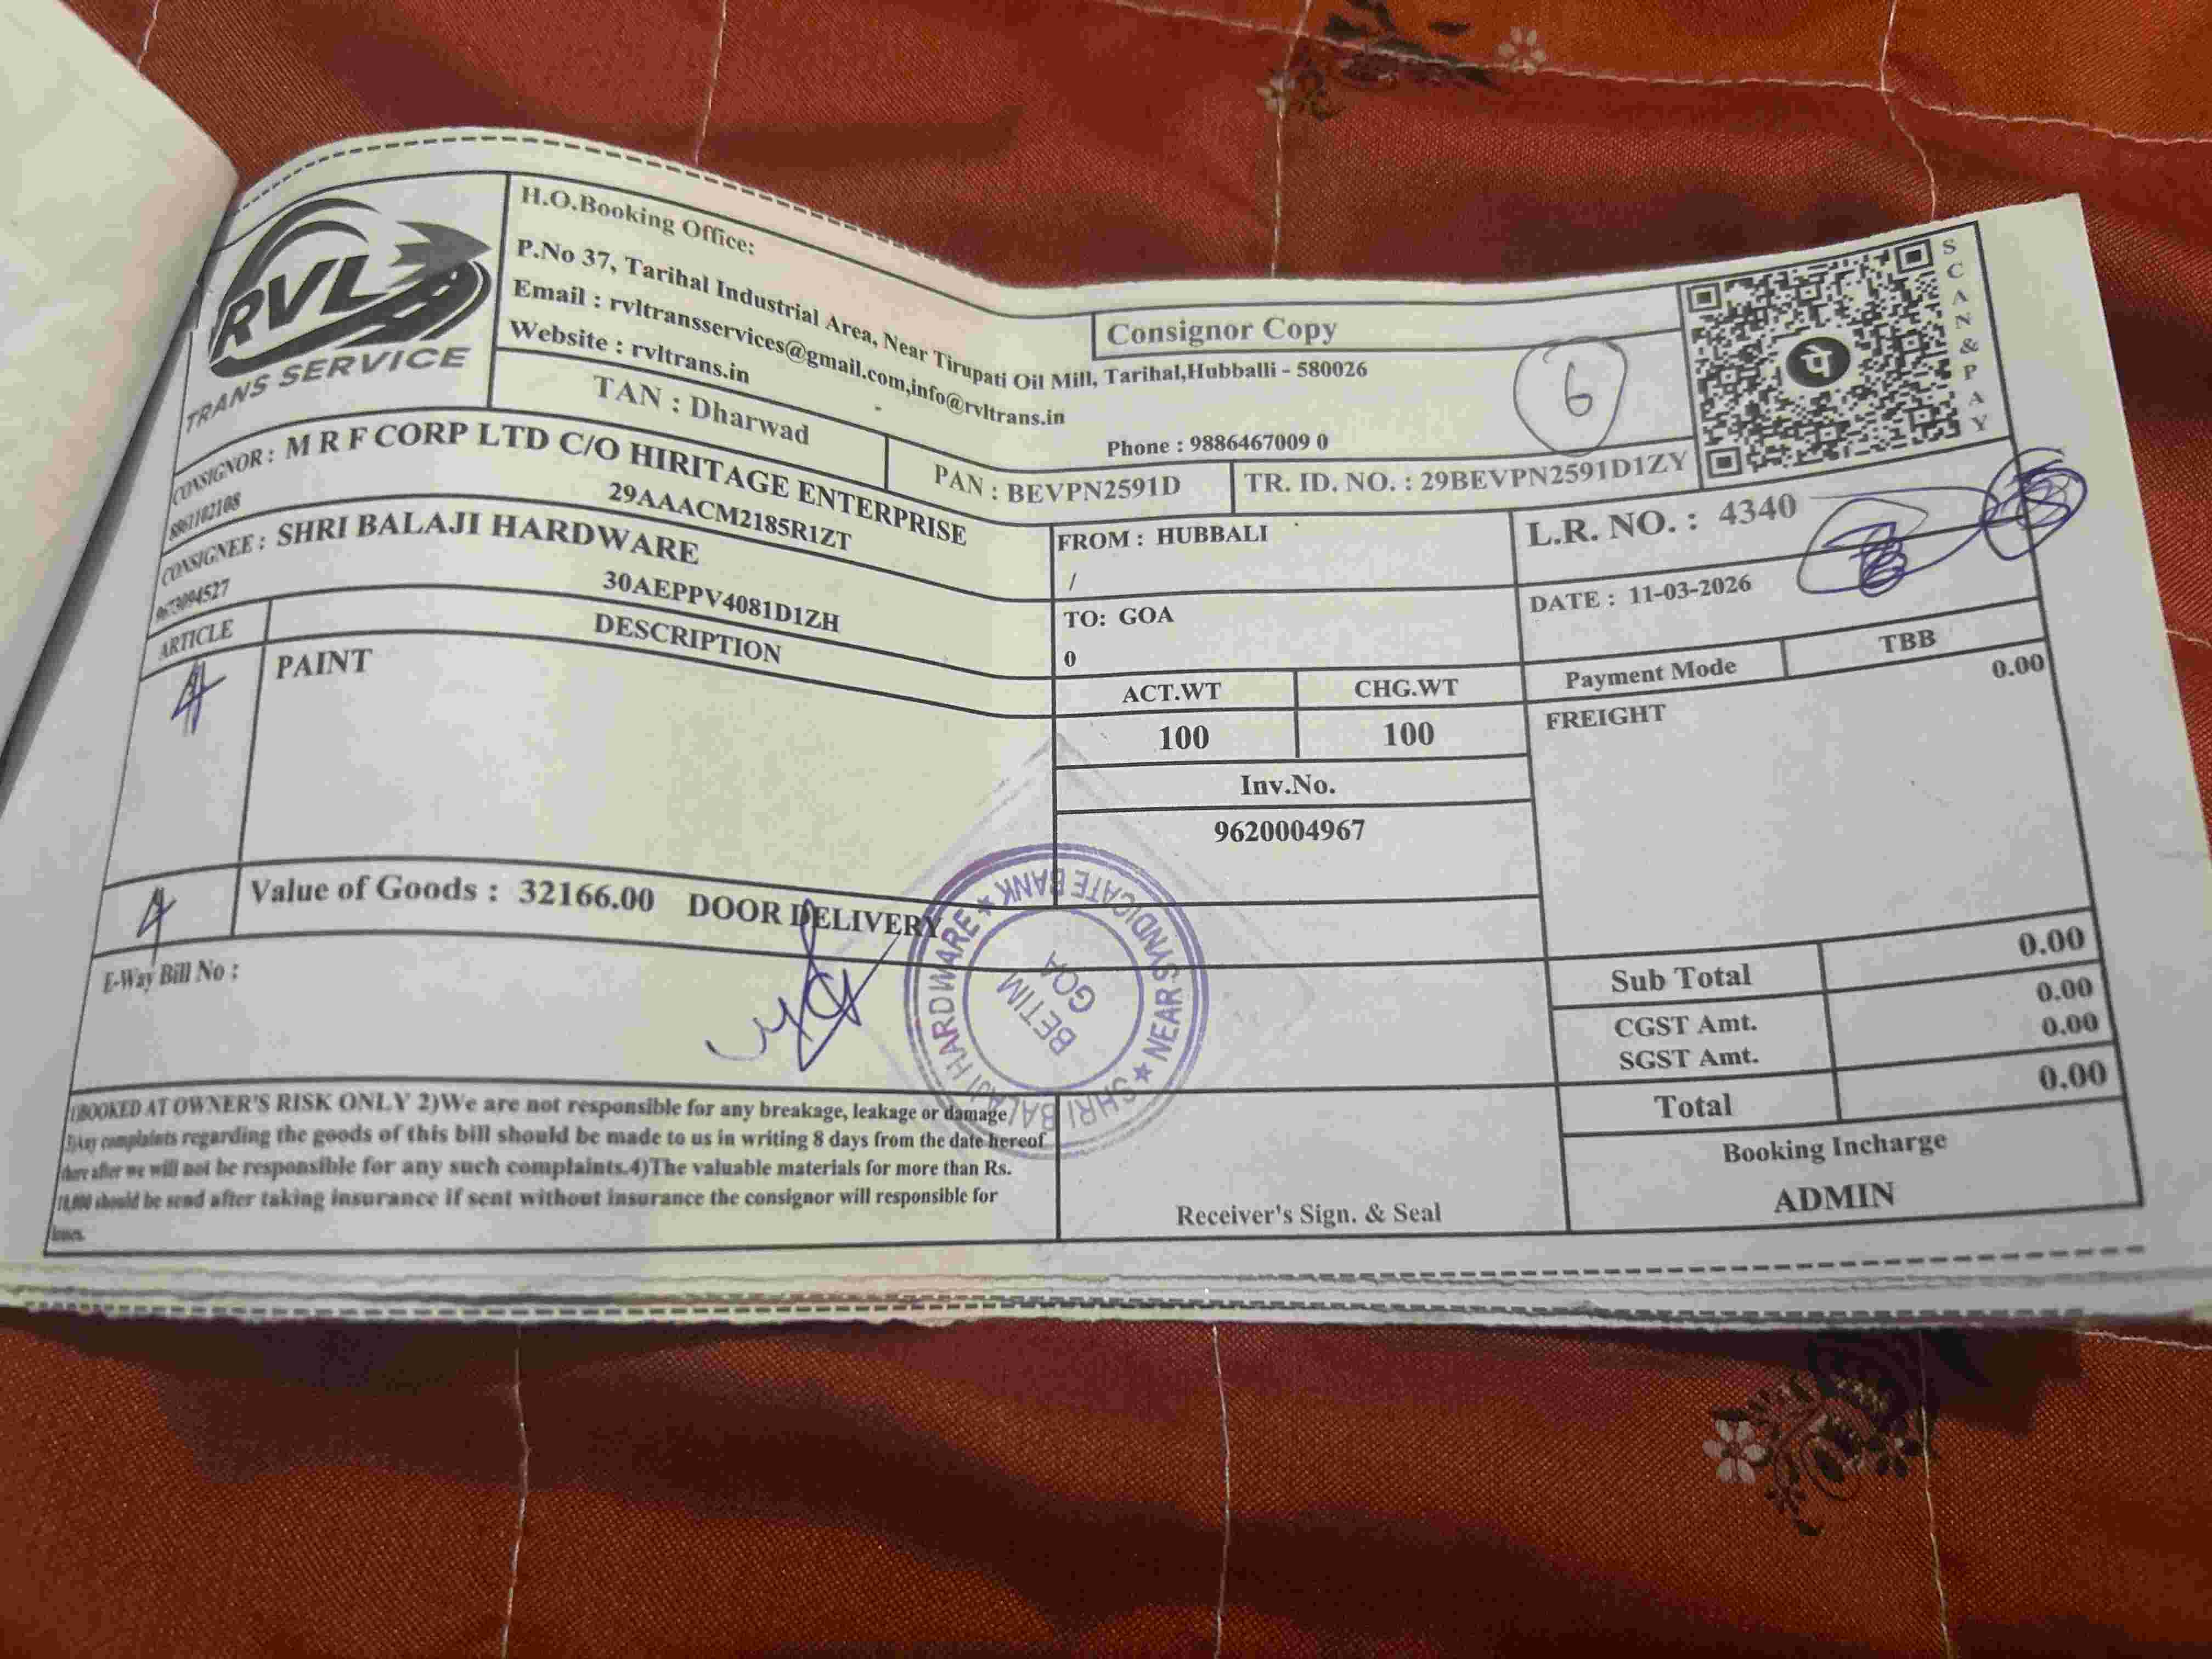 RVL
TRANS SERVICE
H.O.Booking Office:
P.No 37, Tarihal Industrial Area, Near Tirupati Oil Mill, Tarihal,Hubballi - 580026
Email : rvltransservices@gmail.com,info@rvltrans.in
Website : rvltrans.in
Phone : 9886467009 0
Consignor Copy
6
SCAN & PAY
पे
TAN : Dharwad
PAN : BEVPN2591D
TR. ID. NO. : 29BEVPN2591D1ZY
CONSIGNOR : M R F CORP LTD C/O HIRITAGE ENTERPRISE
8861102108 29AAACM2185R1ZT
CONSIGNEE : SHRI BALAJI HARDWARE
9673094527 30AEPPV4081D1ZH
FROM : HUBBALI
/
TO: GOA
0
L.R. NO. : 4340
DATE : 11-03-2026
ARTICLE DESCRIPTION
4 PAINT
ACT.WT CHG.WT
100 100
Inv.No.
9620004967
Payment Mode TBB
FREIGHT 0.00
4 Value of Goods : 32166.00 DOOR DELIVERY
E-Way Bill No :
SHRI BALAJI HARDWARE ★ NEAR SYNDICATE BANK ★
BETIM
GOA
Sub Total 0.00
CGST Amt. 0.00
SGST Amt. 0.00
Total 0.00
1)BOOKED AT OWNER'S RISK ONLY 2)We are not responsible for any breakage, leakage or damage
3)Any complaints regarding the goods of this bill should be made to us in writing 8 days from the date hereof
there after we will not be responsible for any such complaints.4)The valuable materials for more than Rs.
10,000 should be send after taking insurance if sent without insurance the consignor will responsible for
losses.
Receiver's Sign. & Seal
Booking Incharge
ADMIN